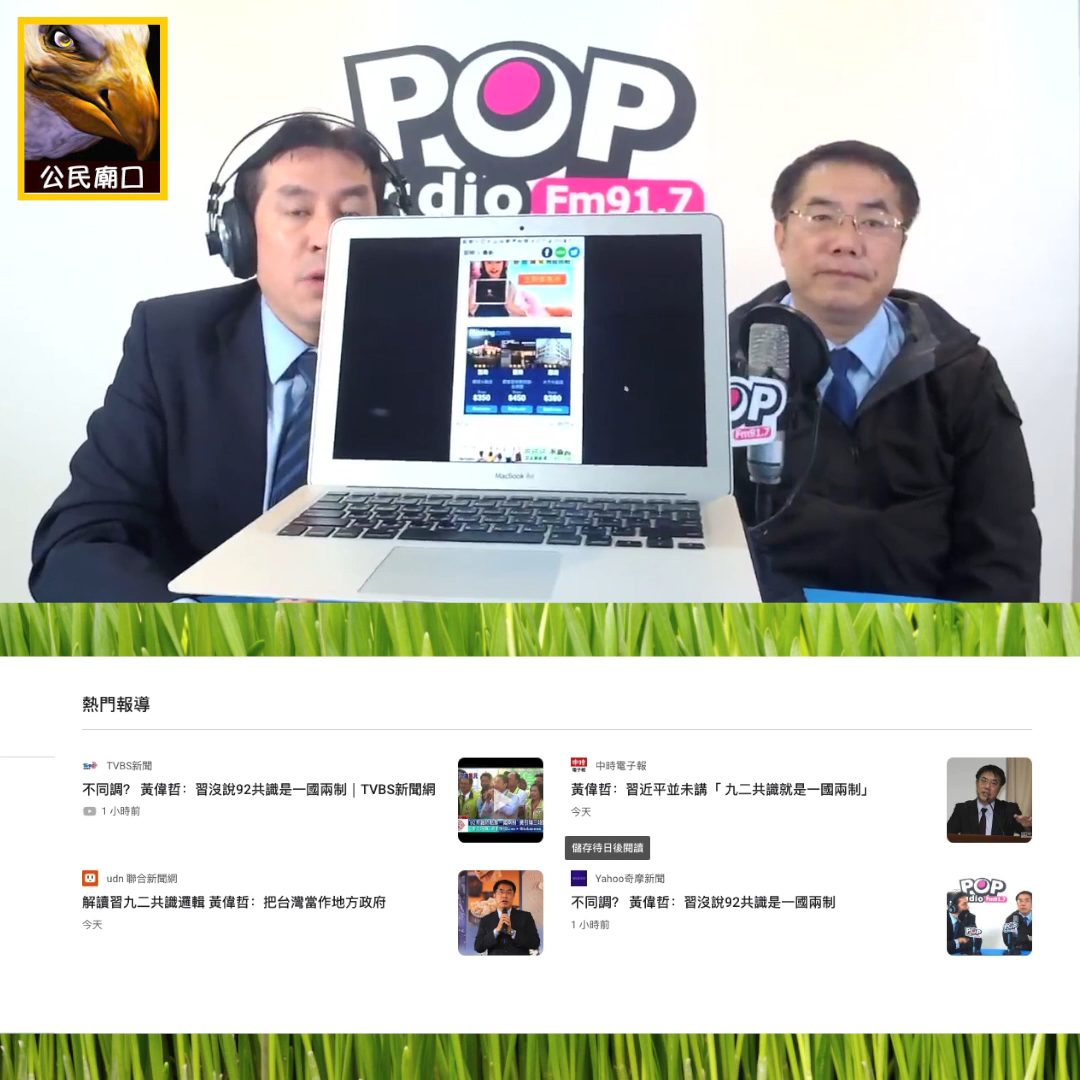 公民廟口
POP
Radio Fm91.7
$350 $450 $380
MacBook Air
POP
Fm91.7
熱門報導
TVBS新聞
不同調? 黃偉哲:習沒說92共識是一國兩制｜TVBS新聞網
1 小時前
中時電子報
黃偉哲:習近平並未講「九二共識就是一國兩制」
今天
儲存待日後閱讀
udn 聯合新聞網
解讀習九二共識邏輯 黃偉哲:把台灣當作地方政府
今天
Yahoo奇摩新聞
不同調? 黃偉哲:習沒說92共識是一國兩制
1 小時前